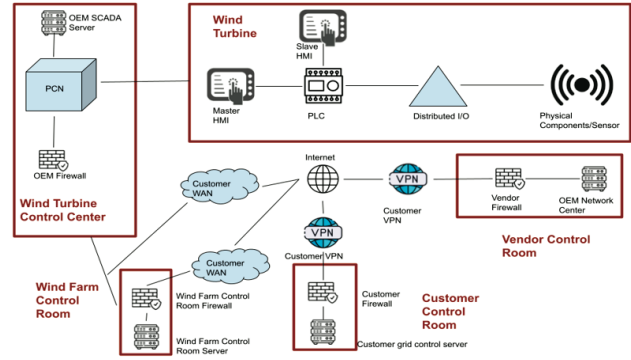 OEM SCADA
Server
PCN
OEM Firewall
Wind Turbine
Control Center
Wind
Turbine
Slave
HMI
Master
HMI
PLC
Distributed I/O
Physical
Components/Sensor
Internet
Customer
WAN
VPN
Customer
VPN
Vendor
Firewall
OEM Network
Center
Vendor Control
Room
VPN
Customer VPN
Customer
WAN
Wind Farm
Control
Room
Wind Farm Control
Room Firewall
Wind Farm Control
Room Server
Customer
Firewall
Customer grid control server
Customer
Control
Room